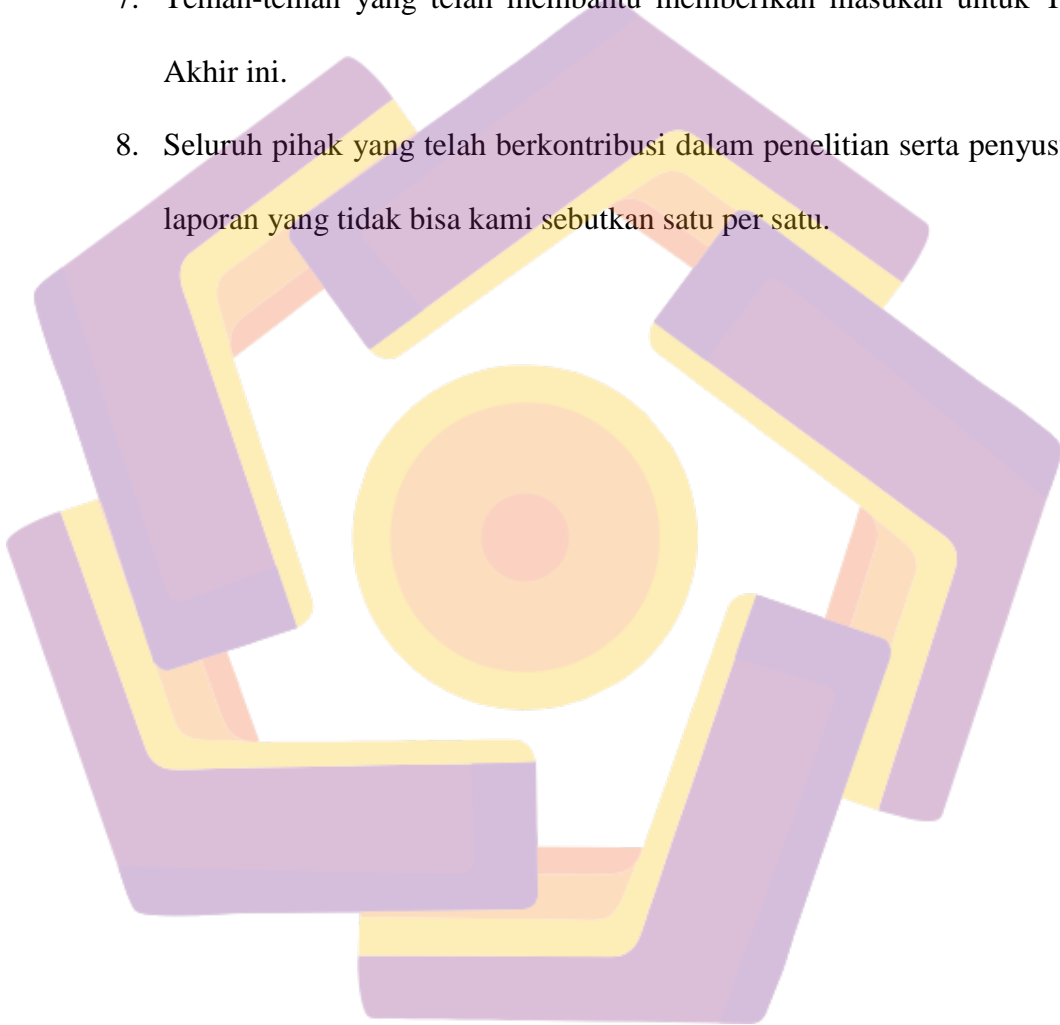 7. Teman-teman yang telah membantu memberikan masukan untuk
Akhir ini.
8. Seluruh pihak yang telah berkontribusi dalam penelitian serta penyus
laporan yang tidak bisa kami sebutkan satu per satu.